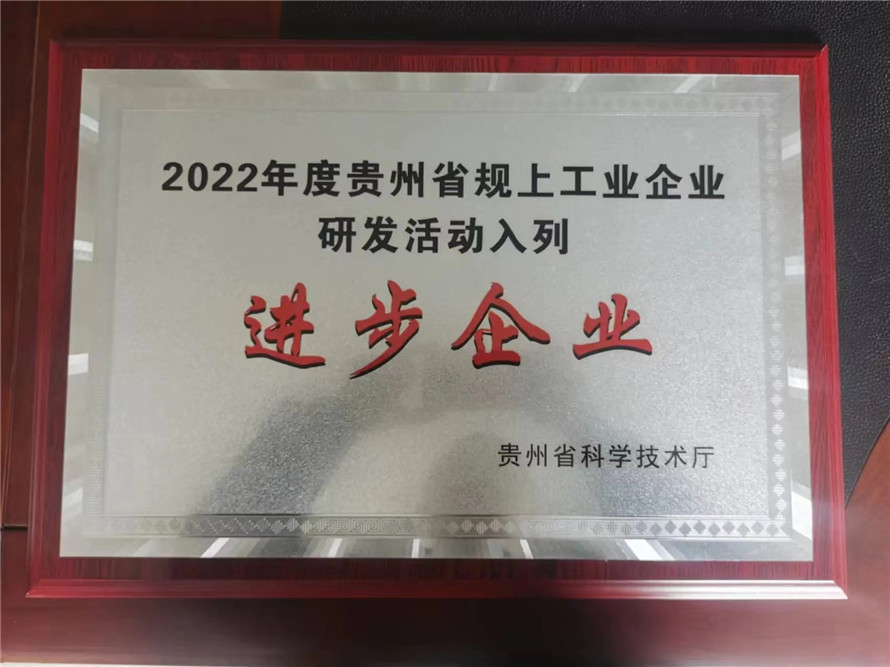 2022年度贵州省规上工业企业
研发活动入列
进步企业
贵州省科学技术厅